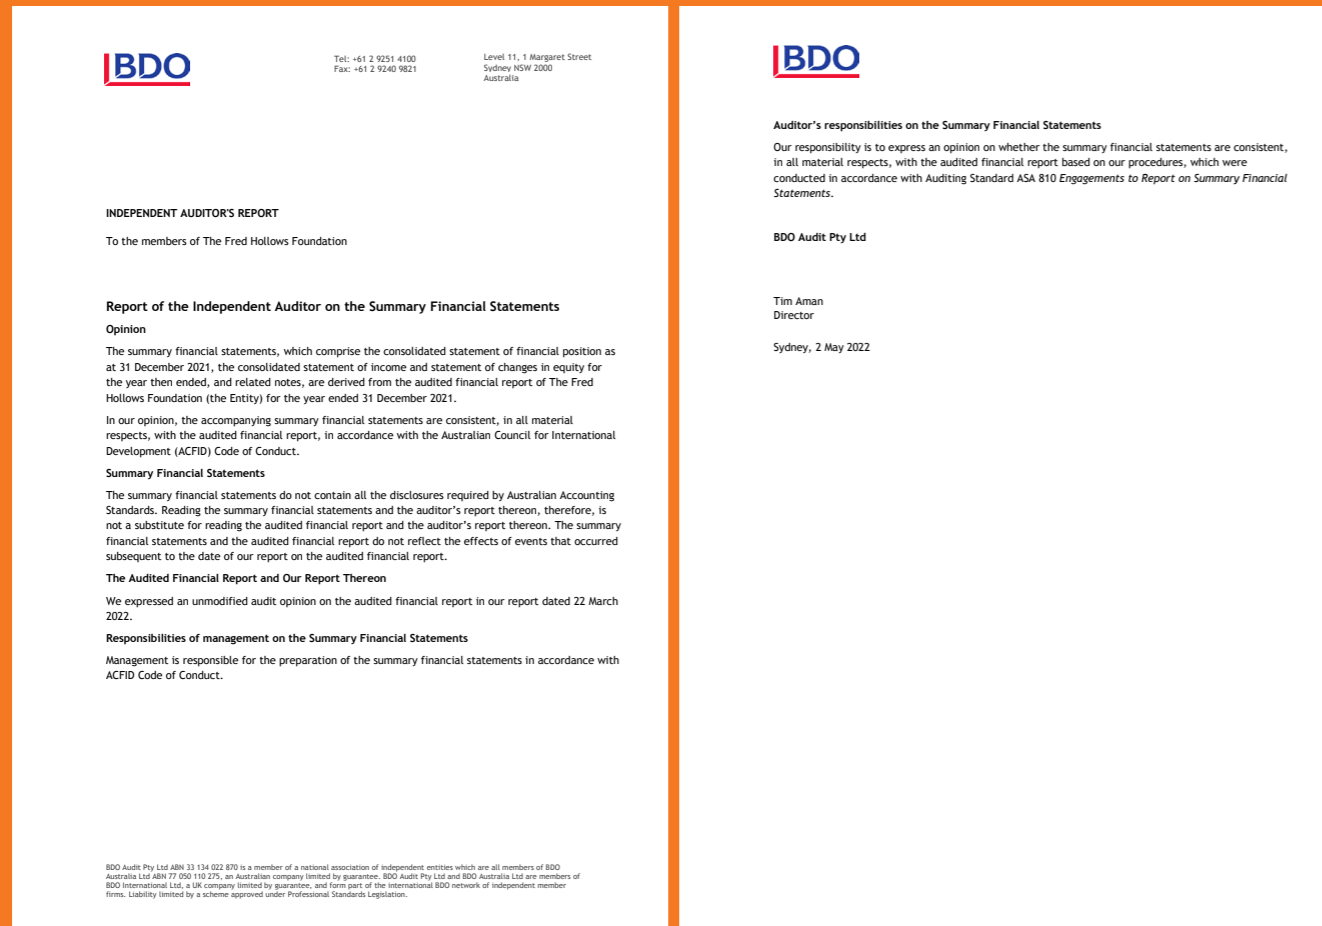 BDO
Tel: +61 2 9251 4100
Fax: +61 2 9240 9821
Level 11, 1 Margaret Street
Sydney NSW 2000
Australia
INDEPENDENT AUDITOR'S REPORT
To the members of The Fred Hollows Foundation
Report of the Independent Auditor on the Summary Financial Statements
Opinion
The summary financial statements, which comprise the consolidated statement of financial position as
at 31 December 2021, the consolidated statement of income and statement of changes in equity for
the year then ended, and related notes, are derived from the audited financial report of The Fred
Hollows Foundation (the Entity) for the year ended 31 December 2021.
In our opinion, the accompanying summary financial statements are consistent, in all material
respects, with the audited financial report, in accordance with the Australian Council for International
Development (ACFID) Code of Conduct.
Summary Financial Statements
The summary financial statements do not contain all the disclosures required by Australian Accounting
Standards. Reading the summary financial statements and the auditor’s report thereon, therefore, is
not a substitute for reading the audited financial report and the auditor’s report thereon. The summary
financial statements and the audited financial report do not reflect the effects of events that occurred
subsequent to the date of our report on the audited financial report.
The Audited Financial Report and Our Report Thereon
We expressed an unmodified audit opinion on the audited financial report in our report dated 22 March
2022.
Responsibilities of management on the Summary Financial Statements
Management is responsible for the preparation of the summary financial statements in accordance with
ACFID Code of Conduct.
BDO Audit Pty Ltd ABN 33 134 022 870 is a member of a national association of independent entities which are all members of BDO
Australia Ltd ABN 77 050 110 275, an Australian company limited by guarantee. BDO Audit Pty Ltd and BDO Australia Ltd are members of
BDO International Ltd, a UK company limited by guarantee, and form part of the international BDO network of independent member
firms. Liability limited by a scheme approved under Professional Standards Legislation.
BDO
Auditor’s responsibilities on the Summary Financial Statements
Our responsibility is to express an opinion on whether the summary financial statements are consistent,
in all material respects, with the audited financial report based on our procedures, which were
conducted in accordance with Auditing Standard ASA 810 Engagements to Report on Summary Financial
Statements.
BDO Audit Pty Ltd
Tim Aman
Director
Sydney, 2 May 2022